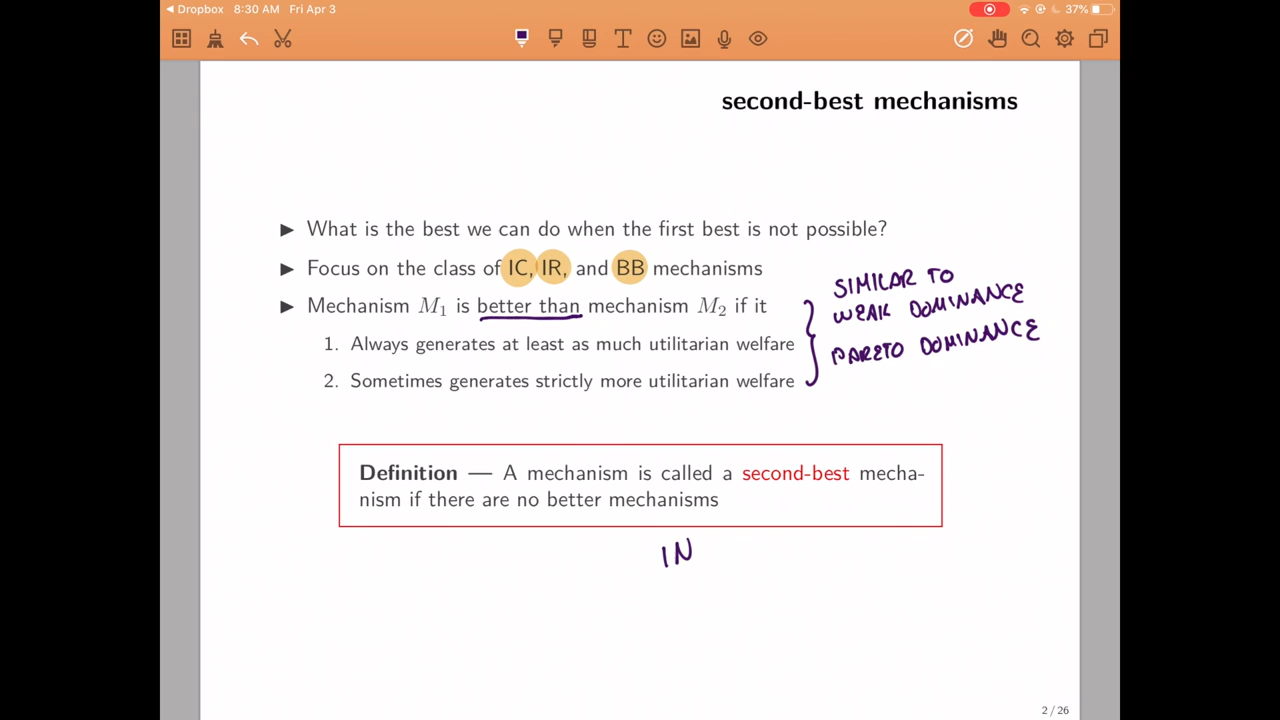 ◀ Dropbox 8:30 AM Fri Apr 3 37%
second-best mechanisms
▶ What is the best we can do when the first best is not possible?
▶ Focus on the class of IC, IR, and BB mechanisms
▶ Mechanism M₁ is better than mechanism M₂ if it
1. Always generates at least as much utilitarian welfare
2. Sometimes generates strictly more utilitarian welfare
SIMILAR TO
WEAK DOMINANCE
PARETO DOMINANCE
Definition — A mechanism is called a second-best mecha-
nism if there are no better mechanisms
IN
2 / 26